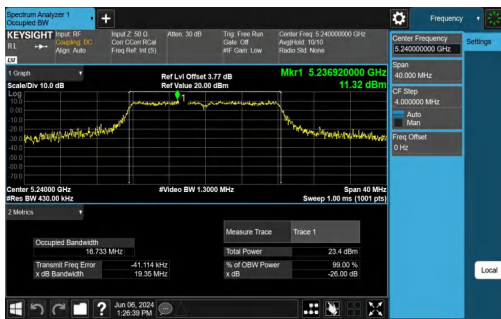 Spectrum Analyzer 1
Occupied BW
Frequency
KEYSIGHT
RL
Input: RF
Coupling: DC
Align: Auto
Input Z: 50 Ω
Corr CCorr RCal
Freq Ref: Int (S)
Atten: 30 dB
Trig: Free Run
Gate: Off
#IF Gain: Low
Center Freq: 5.240000000 GHz
Avg|Hold: 10/10
Radio Std: None
LVI
Center Frequency
5.240000000 GHz
Settings
Span
40.000 MHz
CF Step
4.000000 MHz
Auto
Man
Freq Offset
0 Hz
Local
1 Graph
Scale/Div 10.0 dB
Ref Lvl Offset 3.77 dB
Ref Value 20.00 dBm
Mkr1 5.236920000 GHz
11.32 dBm
Log
10.0
0.00
-10.0
-20.0
-30.0
-40.0
-50.0
-60.0
-70.0
1
Center 5.24000 GHz
#Res BW 430.00 kHz
#Video BW 1.3000 MHz
Span 40 MHz
Sweep 1.00 ms (1001 pts)
2 Metrics
Measure Trace
Trace 1
Occupied Bandwidth
16.733 MHz
Total Power
23.4 dBm
Transmit Freq Error
-41.114 kHz
% of OBW Power
99.00 %
x dB Bandwidth
19.35 MHz
x dB
-26.00 dB
?
Jun 06, 2024
1:26:39 PM